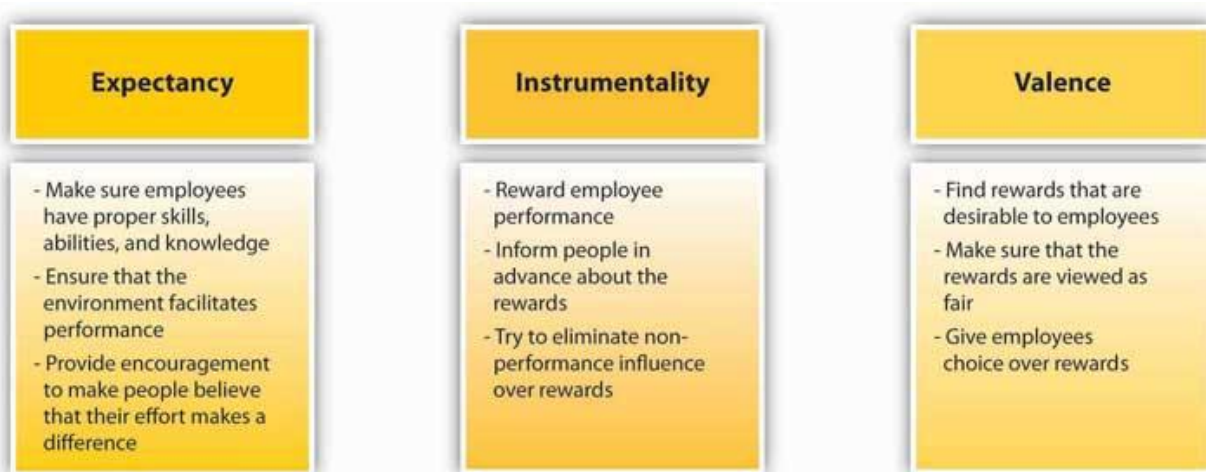 Expectancy
- Make sure employees
have proper skills,
abilities, and knowledge
- Ensure that the
environment facilitates
performance
- Provide encouragement
to make people believe
that their effort makes a
difference
Instrumentality
- Reward employee
performance
- Inform people in
advance about the
rewards
- Try to eliminate non-
performance influence
over rewards
Valence
- Find rewards that are
desirable to employees
- Make sure that the
rewards are viewed as
fair
- Give employees
choice over rewards